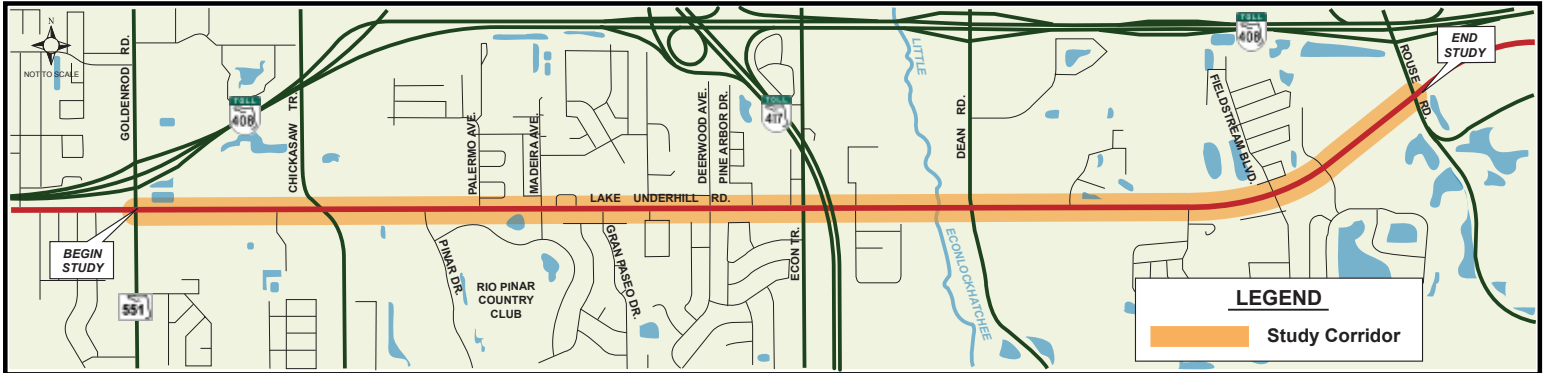 N
NOT TO SCALE
GOLDENROD RD.
TOLL
408
CHICKASAW TR.
PALERMO AVE.
MADEIRA AVE.
DEERWOOD AVE.
PINE ARBOR DR.
TOLL
417
LITTLE
ECONLOCKHATCHEE
DEAN RD.
TOLL
408
FIELDSTREAM BLVD.
ROUSE RD.
END
STUDY
LAKE UNDERHILL RD.
BEGIN
STUDY
551
PINAR DR.
RIO PINAR
COUNTRY
CLUB
GRAN PASEO DR.
ECON TR.
LEGEND
Study Corridor